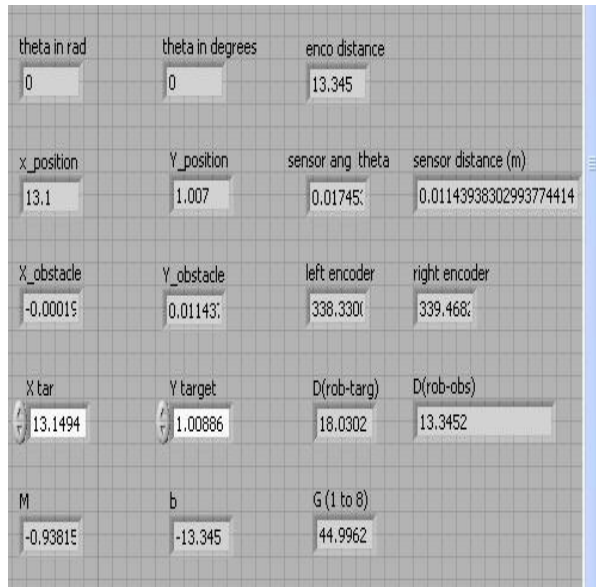 theta in rad theta in degrees enco distance
0 0 13.345
x_position Y_position sensor ang theta sensor distance (m)
13.1 1.007 0.01745 0.01143938302993774414
X_obstacle Y_obstacle left encoder right encoder
-0.00019 0.01143 338.330 339.468
X tar Y target D(rob-targ) D(rob-obs)
13.1494 1.00886 18.0302 13.3452
M b G (1 to 8)
-0.93815 -13.345 44.9962